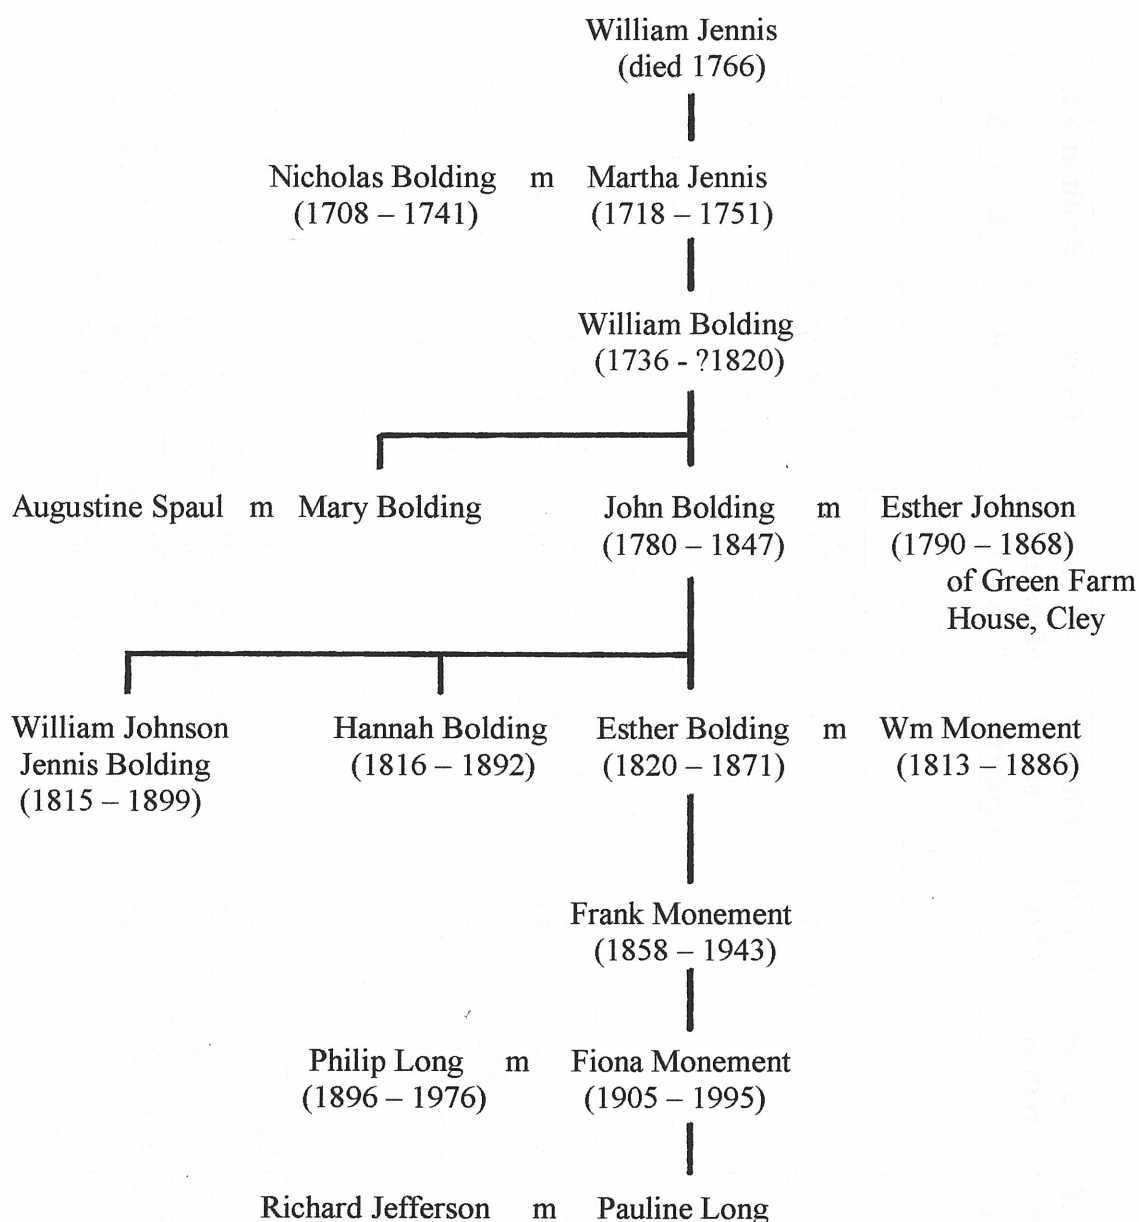 William Jennis
(died 1766)
Nicholas Bolding m Martha Jennis
(1708 – 1741) (1718 – 1751)
William Bolding
(1736 - ?1820)
Augustine Spaul m Mary Bolding John Bolding m Esther Johnson
(1780 – 1847) (1790 – 1868)
of Green Farm
House, Cley
William Johnson Hannah Bolding Esther Bolding m Wm Monement
Jennis Bolding (1816 – 1892) (1820 – 1871) (1813 – 1886)
(1815 – 1899)
Frank Monement
(1858 – 1943)
Philip Long m Fiona Monement
(1896 – 1976) (1905 – 1995)
Richard Jefferson m Pauline Long